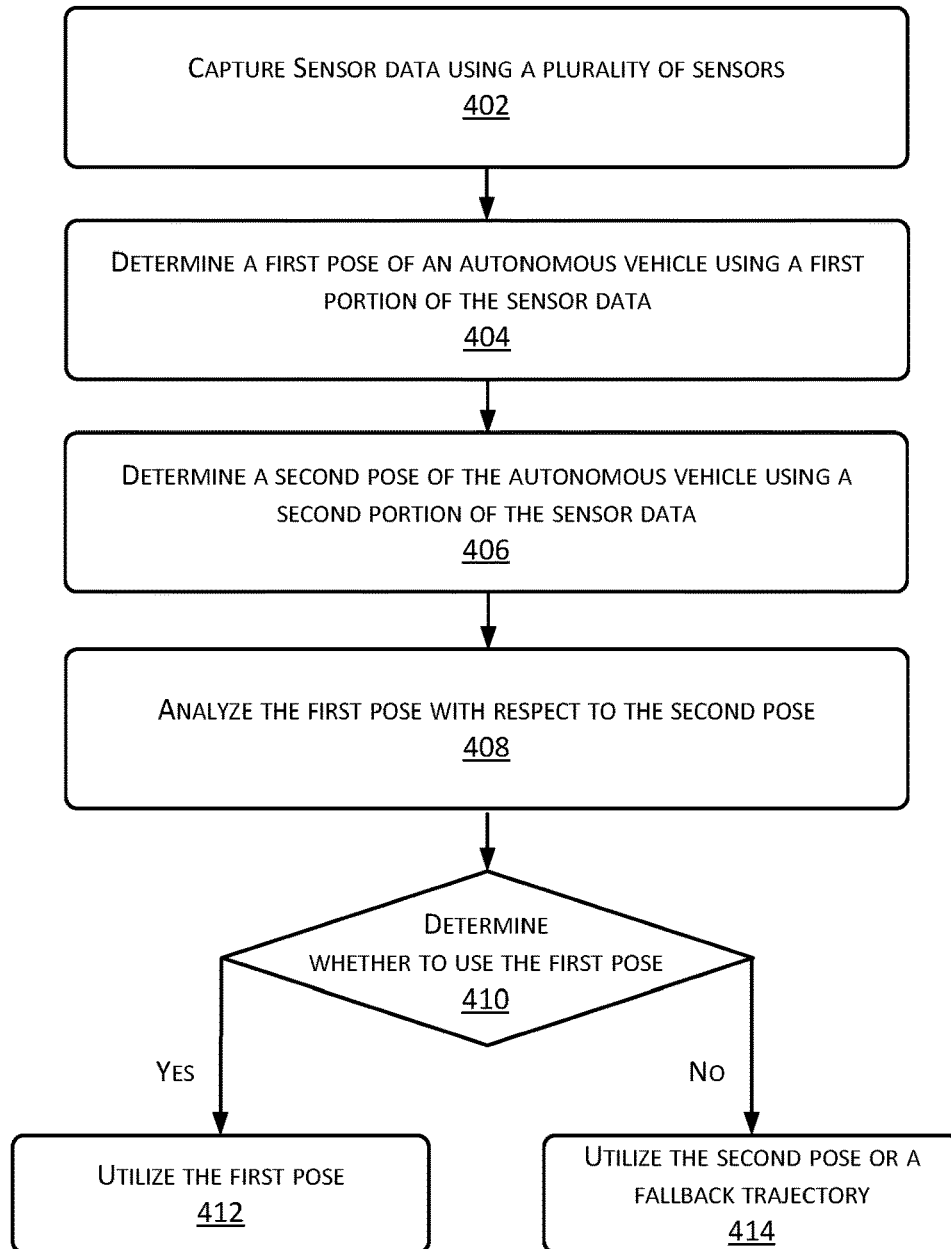 Capture Sensor data using a plurality of sensors
402
Determine a first pose of an autonomous vehicle using a first
portion of the sensor data
404
Determine a second pose of the autonomous vehicle using a
second portion of the sensor data
406
Analyze the first pose with respect to the second pose
408
Determine
whether to use the first pose
410
Yes
No
Utilize the first pose
412
Utilize the second pose or a
fallback trajectory
414